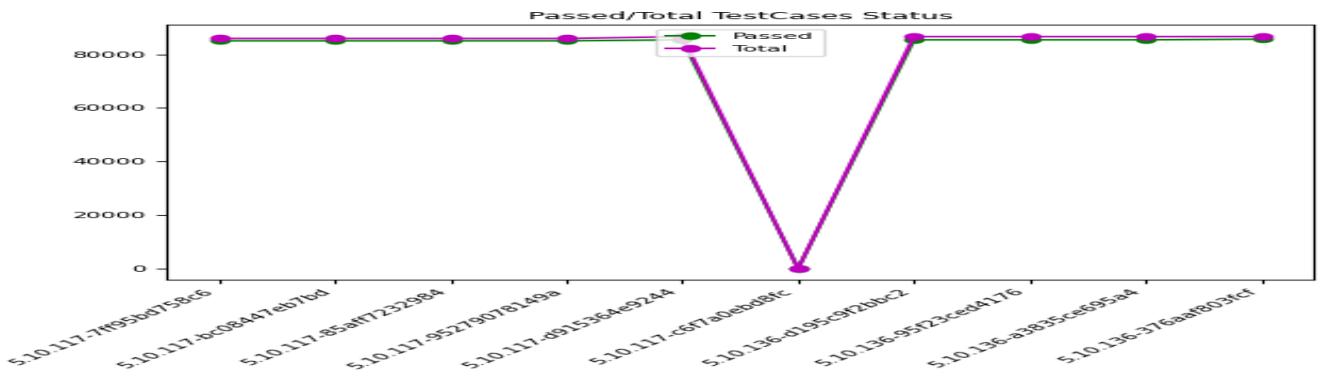 Passed/Total TestCases Status
Passed
Total
80000
60000
40000
20000
0
5.10.117-7ff95bd758c6
5.10.117-bc08447eb7bd
5.10.117-85aff7232984
5.10.117-952790781​49a
5.10.117-d915364e9244
5.10.117-c6f7a0ebd8fc
5.10.136-d195c9f2bbc2
5.10.136-95f23ced4176
5.10.136-a3835ce695a4
5.10.136-376aaf803fcf